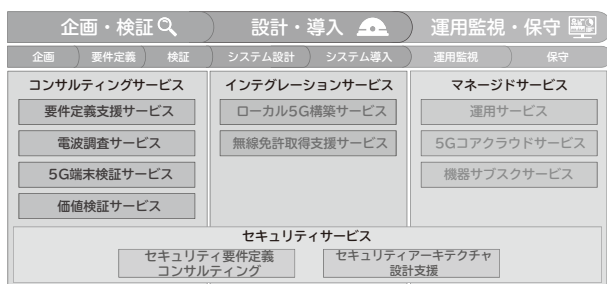 企画・検証 設計・導入 運用監視・保守
企画 要件定義 検証 システム設計 システム導入 運用監視 保守
コンサルティングサービス
要件定義支援サービス
電波調査サービス
5G端末検証サービス
価値検証サービス
インテグレーションサービス
ローカル5G構築サービス
無線免許取得支援サービス
マネージドサービス
運用サービス
5Gコアクラウドサービス
機器サブスクサービス
セキュリティサービス
セキュリティ要件定義
コンサルティング
セキュリティアーキテクチャ
設計支援